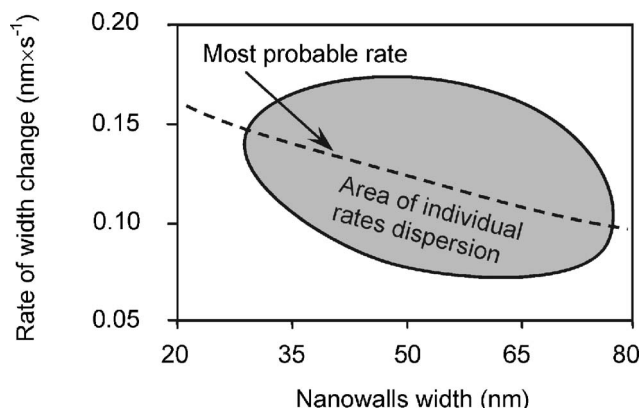 0.20
0.15
0.10
0.05
Rate of width change (nm×s⁻¹)
Most probable rate
Area of individual
rates dispersion
20 35 50 65 80
Nanowalls width (nm)